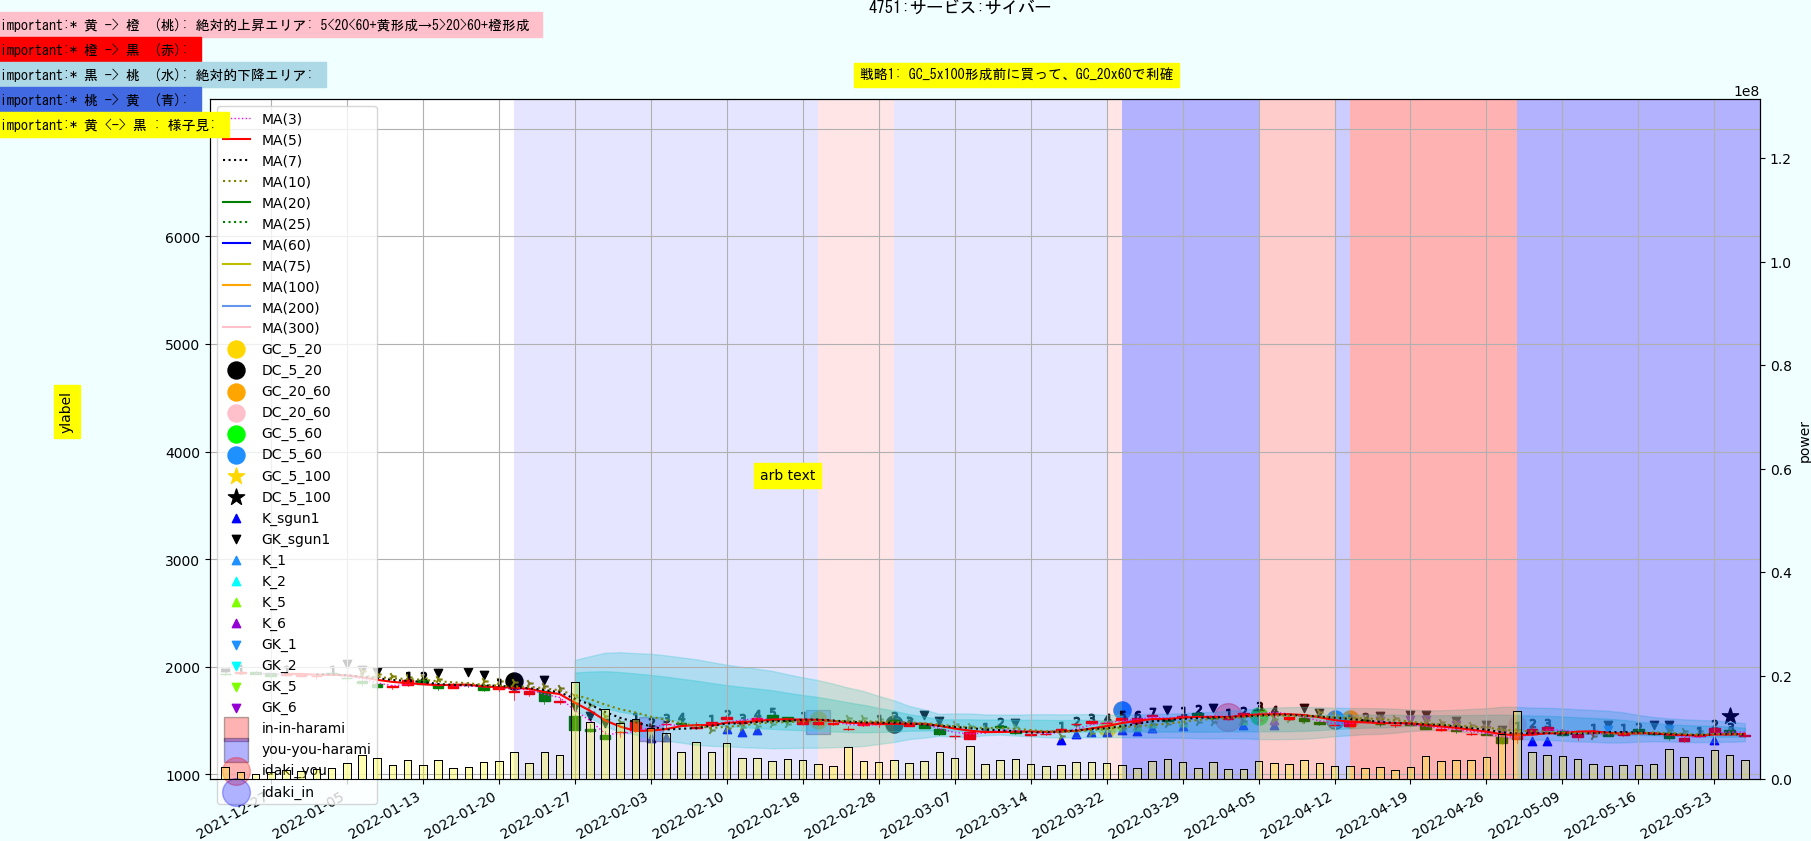 4751:サービス:サイバー
important:* 黄 -> 橙 (桃): 絶対的上昇エリア: 5<20<60+黄形成→5>20>60+橙形成
important:* 橙 -> 黒 (赤):
important:* 黒 -> 桃 (水): 絶対的下降エリア:
戦略1: GC_5x100形成前に買って、GC_20x60で利確
important:* 桃 -> 黄 (青):
1e8
important:* 黄 <-> 黒 : 様子見:
MA(3)
MA(5)
MA(7)
MA(10)
MA(20)
MA(25)
MA(60)
MA(75)
MA(100)
MA(200)
MA(300)
GC_5_20
DC_5_20
GC_20_60
DC_20_60
GC_5_60
DC_5_60
GC_5_100
DC_5_100
K_sgun1
GK_sgun1
K_1
K_2
K_5
K_6
GK_1
GK_2
GK_5
GK_6
in-in-harami
you-you-harami
idaki_you
idaki_in
6000
5000
4000
3000
2000
1000
ylabel
arb text
1.2
1.0
0.8
0.6
0.4
0.2
0.0
power
2022-01-05
2022-01-13
2022-01-20
2022-01-27
2022-02-03
2022-02-10
2022-02-18
2022-02-28
2022-03-07
2022-03-14
2022-03-22
2022-03-29
2022-04-05
2022-04-12
2022-04-19
2022-04-26
2022-05-09
2022-05-16
2022-05-23